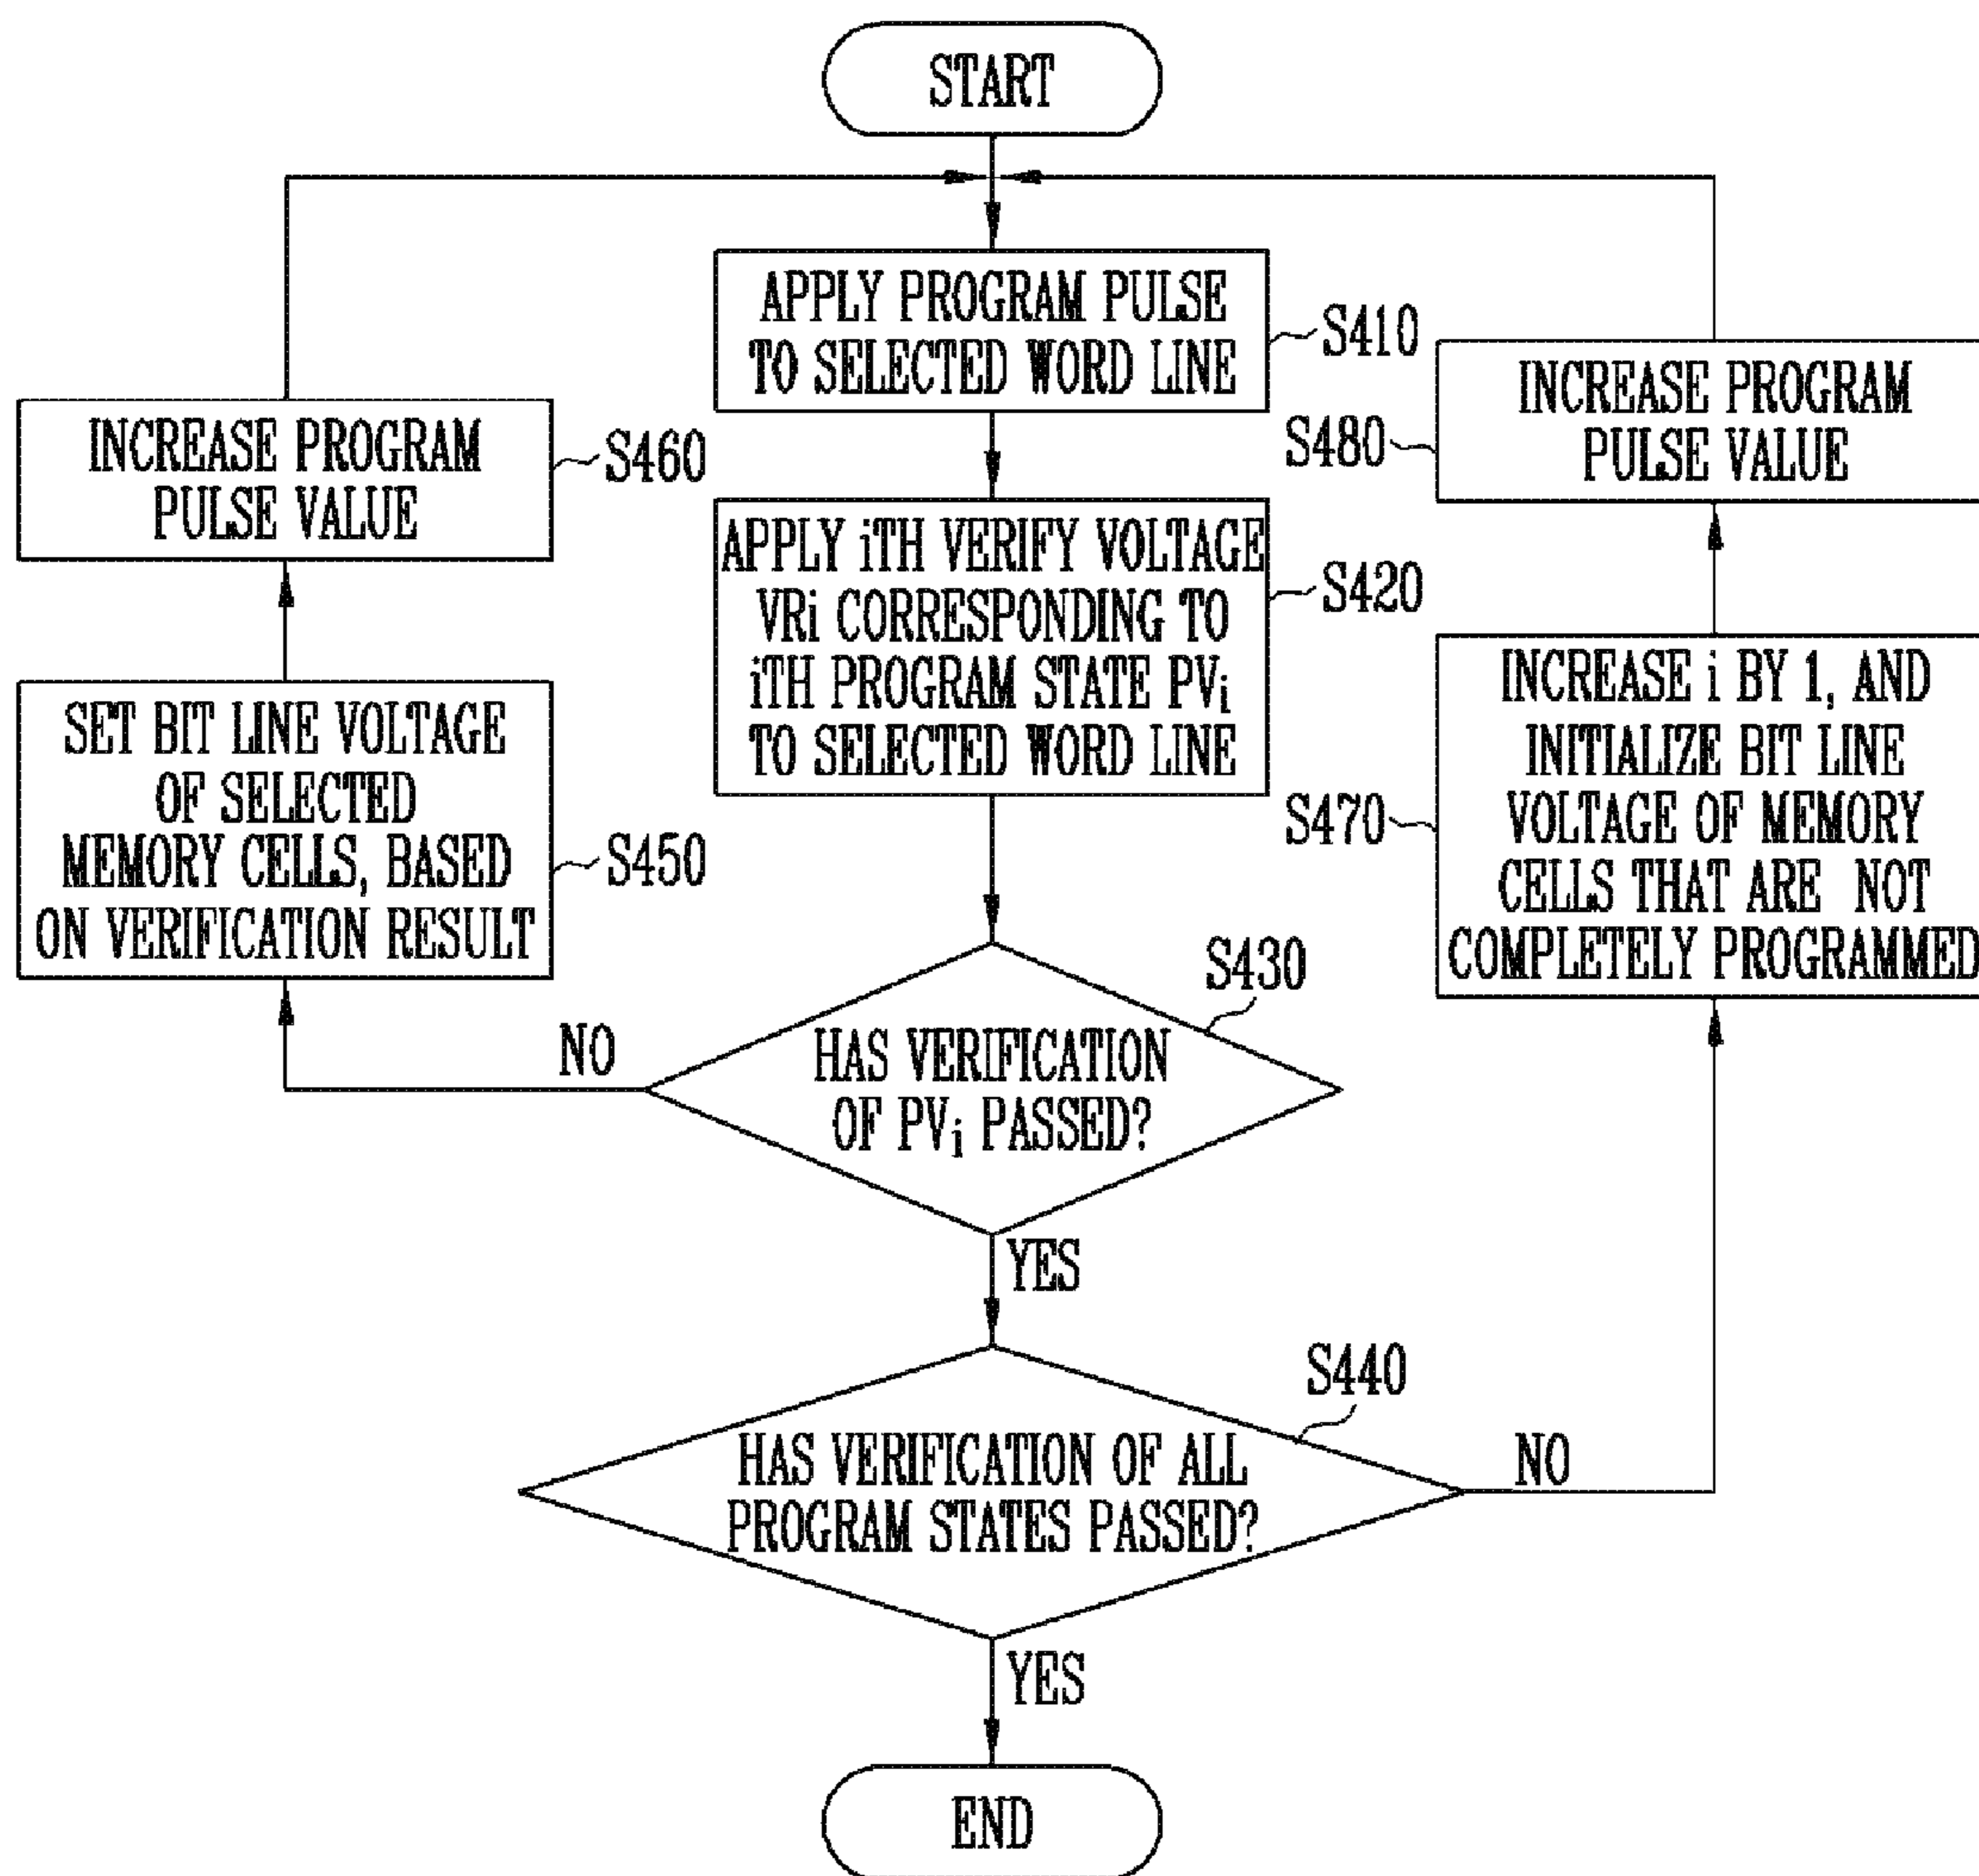 START
APPLY PROGRAM PULSE
TO SELECTED WORD LINE
S410
INCREASE PROGRAM
PULSE VALUE
S480
INCREASE PROGRAM
PULSE VALUE
S460
APPLY iTH VERIFY VOLTAGE
VRi CORRESPONDING TO
iTH PROGRAM STATE PVi
TO SELECTED WORD LINE
S420
SET BIT LINE VOLTAGE
OF SELECTED
MEMORY CELLS, BASED
ON VERIFICATION RESULT
S450
INCREASE i BY 1, AND
INITIALIZE BIT LINE
VOLTAGE OF MEMORY
CELLS THAT ARE NOT
COMPLETELY PROGRAMMED
S470
S430
HAS VERIFICATION
OF PVi PASSED?
NO
YES
S440
HAS VERIFICATION OF ALL
PROGRAM STATES PASSED?
NO
YES
END